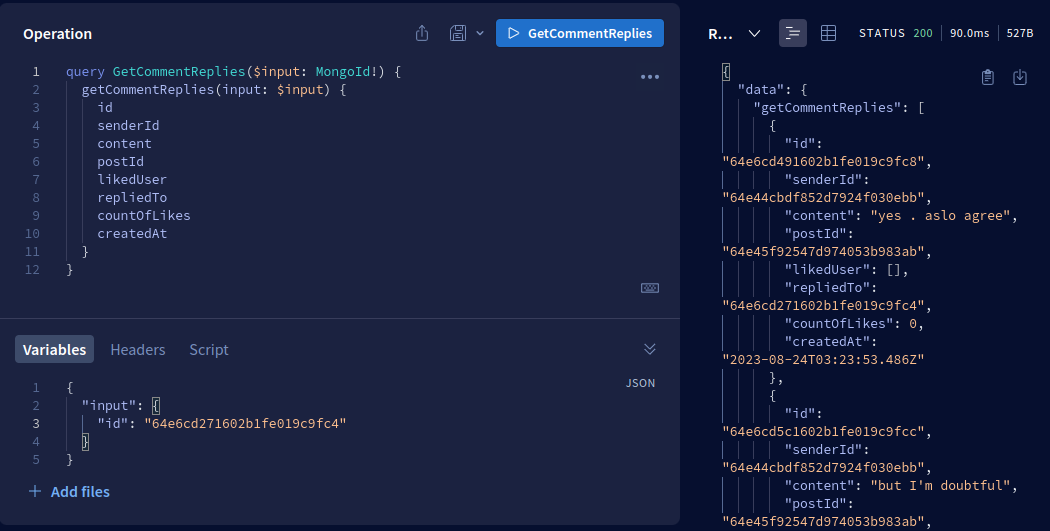 Operation
GetCommentReplies
1 query GetCommentReplies($input: MongoId!) {
2 getCommentReplies(input: $input) {
3 id
4 senderId
5 content
6 postId
7 likedUser
8 repliedTo
9 countOfLikes
10 createdAt
11 }
12 }
Variables Headers Script
JSON
1 {
2 "input": {
3 "id": "64e6cd271602b1fe019c9fc4"
4 }
5 }
+ Add files
R... STATUS 200 90.0ms 527B
{
"data": {
"getCommentReplies": [
{
"id":
"64e6cd491602b1fe019c9fc8",
"senderId":
"64e44cbdf852d7924f030ebb",
"content": "yes . aslo agree",
"postId":
"64e45f92547d974053b983ab",
"likedUser": [],
"repliedTo":
"64e6cd271602b1fe019c9fc4",
"countOfLikes": 0,
"createdAt":
"2023-08-24T03:23:53.486Z"
},
{
"id":
"64e6cd5c1602b1fe019c9fcc",
"senderId":
"64e44cbdf852d7924f030ebb",
"content": "but I'm doubtful",
"postId":
"64e45f92547d974053b983ab",